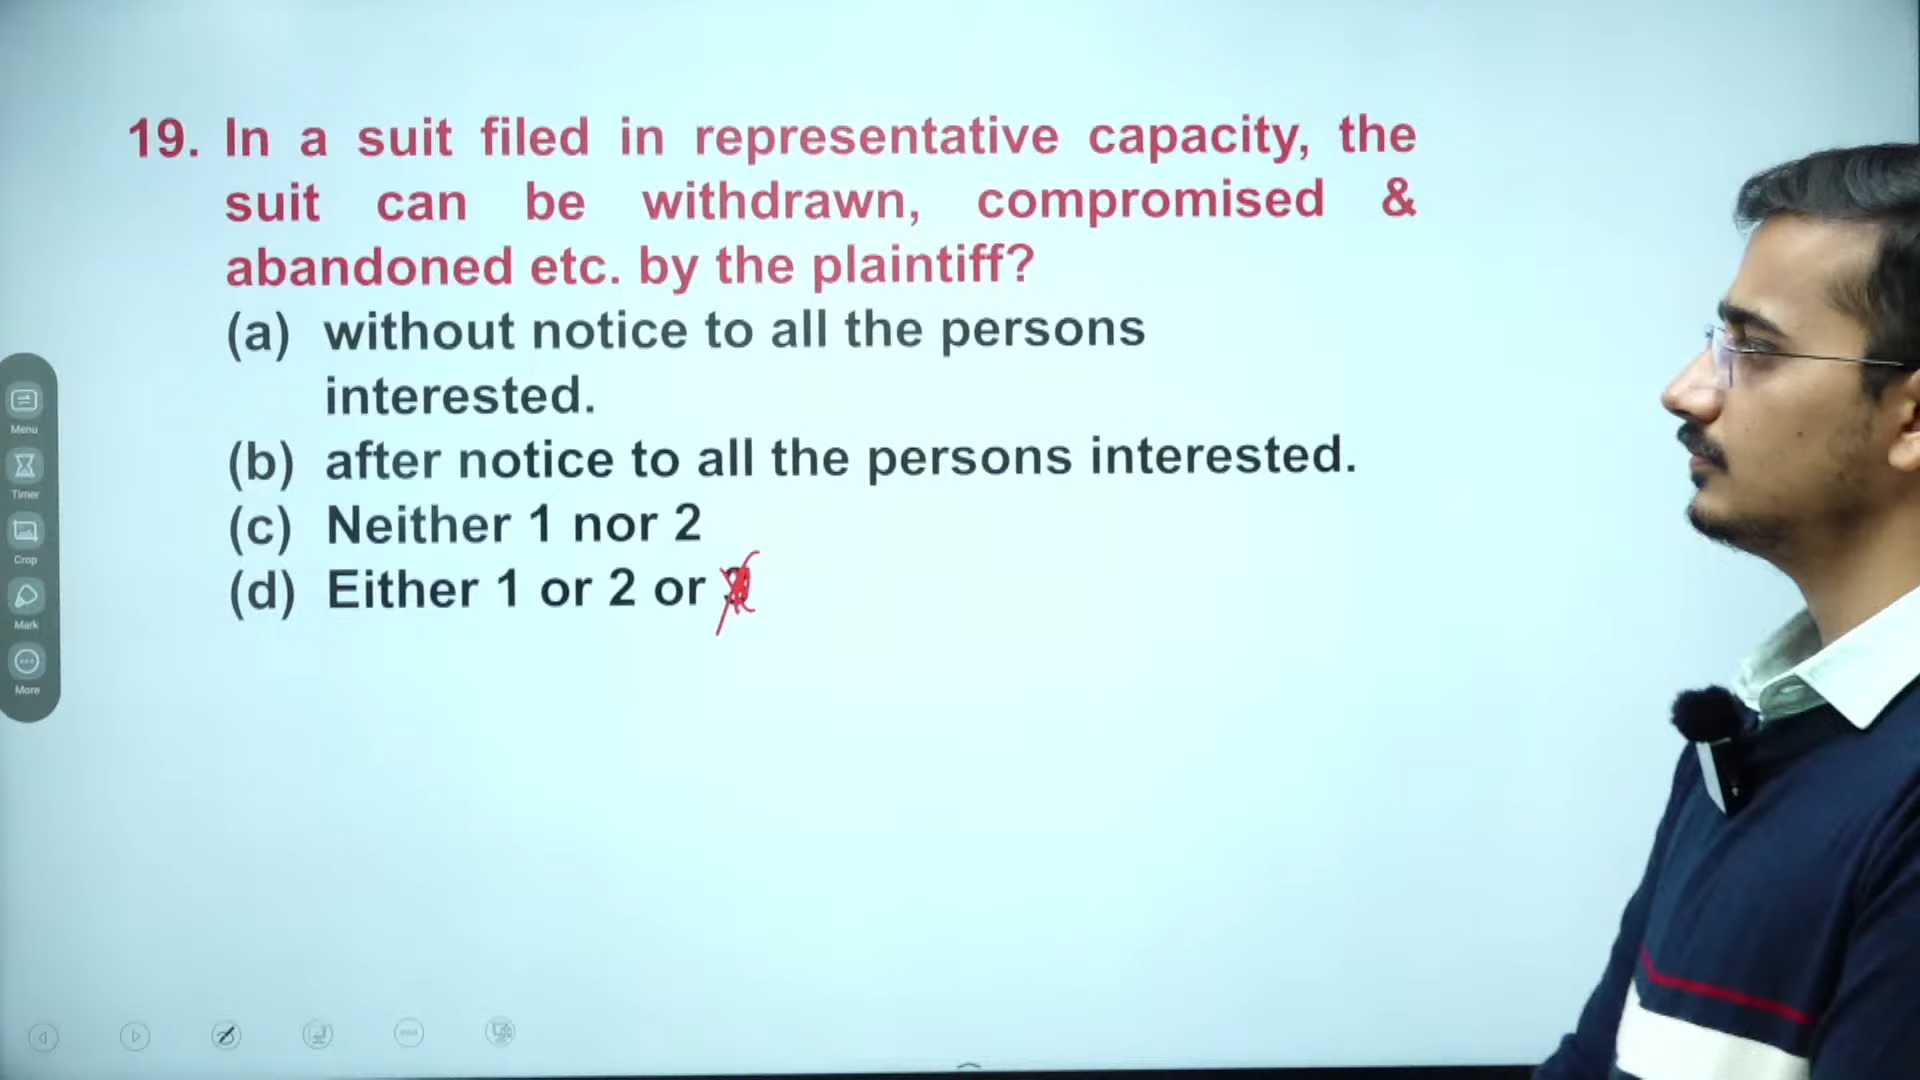 19. In a suit filed in representative capacity, the
suit can be withdrawn, compromised &
abandoned etc. by the plaintiff?
(a) without notice to all the persons
interested.
(b) after notice to all the persons interested.
(c) Neither 1 nor 2
(d) Either 1 or 2 or
Menu
Timer
Crop
Mark
More